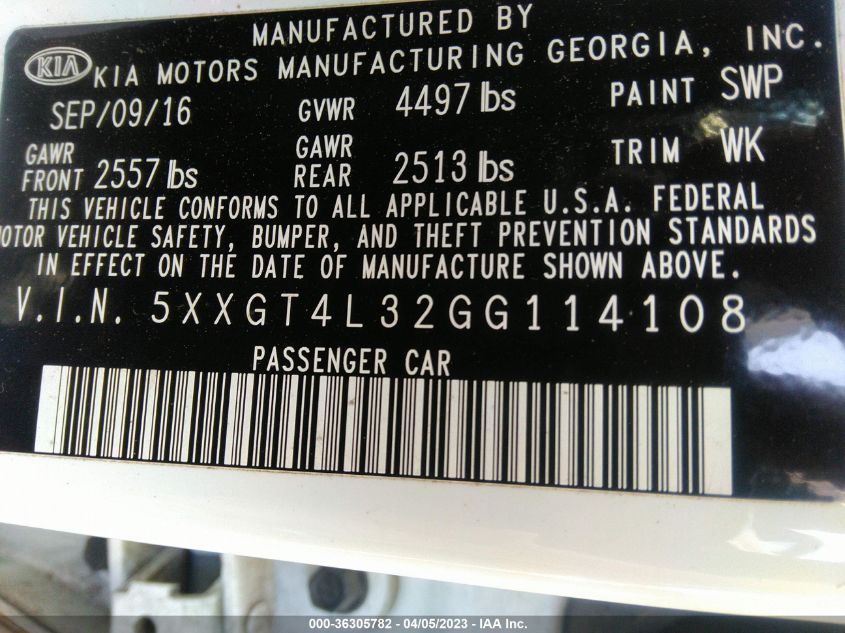 MANUFACTURED BY
KIA KIA MOTORS MANUFACTURING GEORGIA, INC.
SEP/09/16 GVWR 4497 lbs PAINT SWP
GAWR FRONT 2557 lbs GAWR REAR 2513 lbs TRIM WK
THIS VEHICLE CONFORMS TO ALL APPLICABLE U.S.A. FEDERAL
OTOR VEHICLE SAFETY, BUMPER, AND THEFT PREVENTION STANDARDS
IN EFFECT ON THE DATE OF MANUFACTURE SHOWN ABOVE.
V.I.N. 5XXGT4L32GG114108
PASSENGER CAR
000-36305782 - 04/05/2023 - IAA Inc.